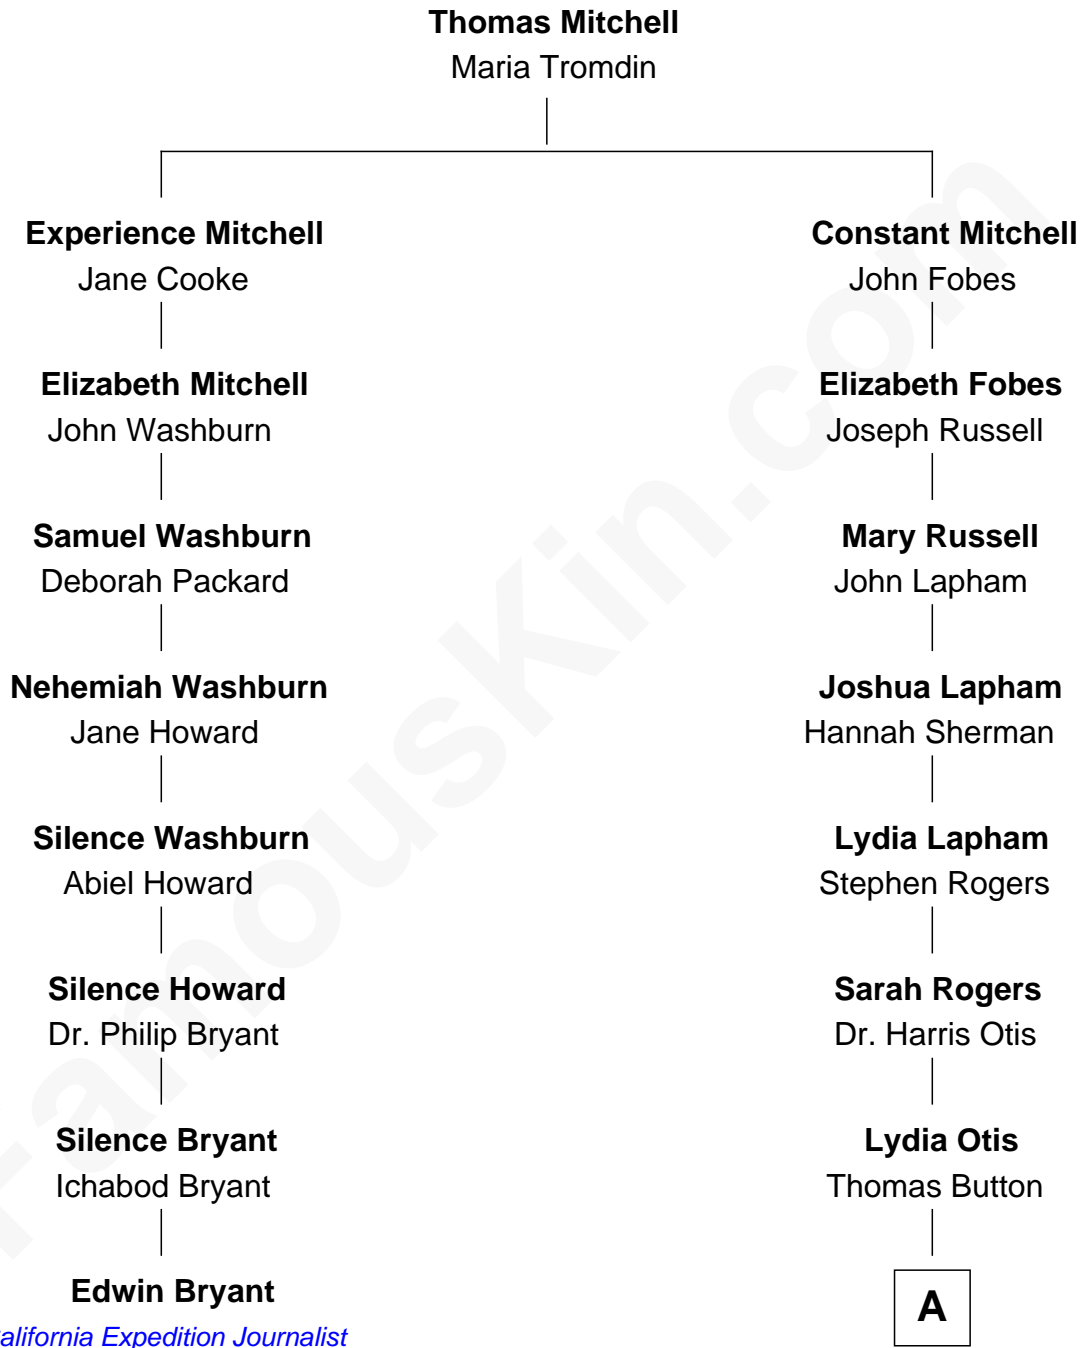 Thomas Mitchell
Maria Tromdin
Experience Mitchell
Constant Mitchell
Jane Cooke
John Fobes
Elizabeth Mitchell
Elizabeth Fobes
John Washburn
Joseph Russell
Samuel Washburn
Mary Russell
Deborah Packard
John Lapham
Nehemiah Washburn
Joshua Lapham
Jane Howard
Hannah Sherman
Silence Washburn
Lydia Lapham
Abiel Howard
Stephen Rogers
Silence Howard
Sarah Rogers
Dr. Philip Bryant
Dr. Harris Otis
Silence Bryant
Lydia Otis
Ichabod Bryant
Thomas Button
Edwin Bryant
A
alifornia Expedition Journalist
FamousKin.com